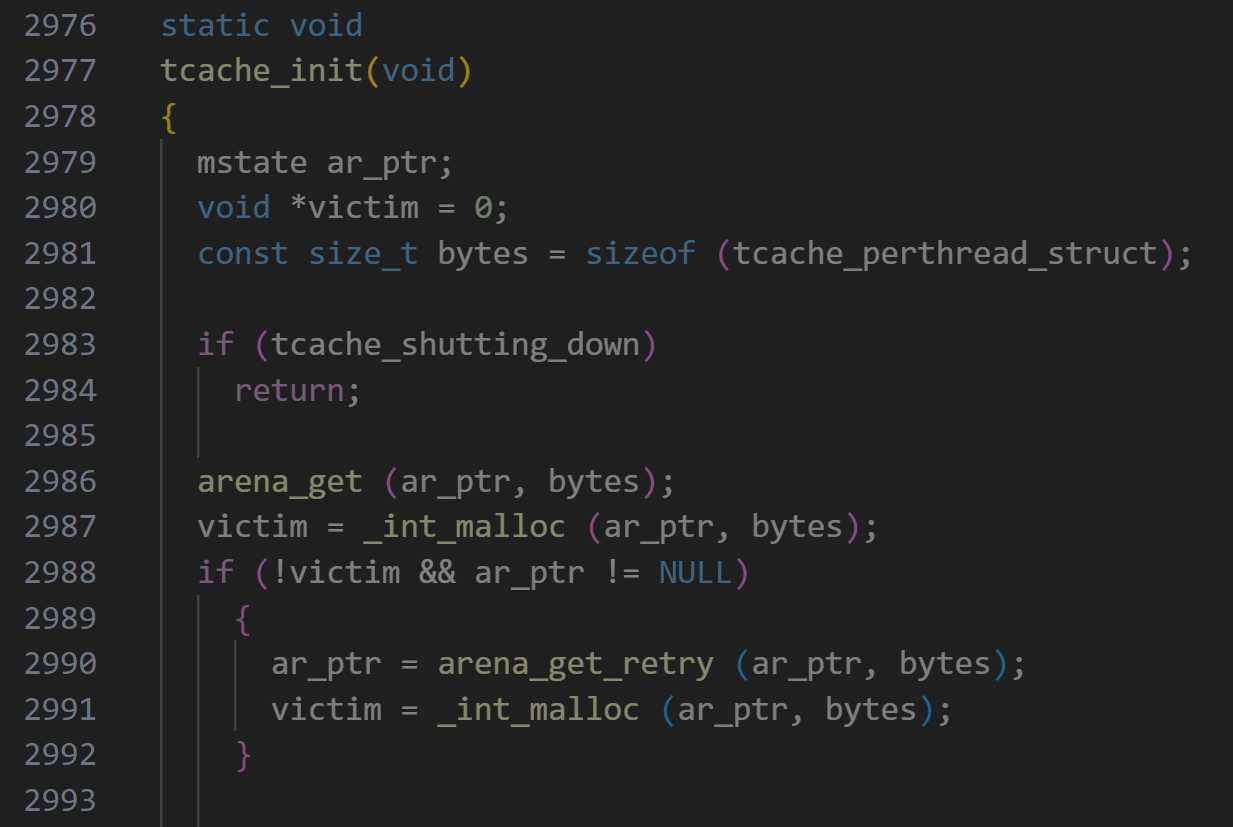 2976 static void
2977 tcache_init(void)
2978 {
2979   mstate ar_ptr;
2980   void *victim = 0;
2981   const size_t bytes = sizeof (tcache_perthread_struct);
2982
2983   if (tcache_shutting_down)
2984     return;
2985
2986   arena_get (ar_ptr, bytes);
2987   victim = _int_malloc (ar_ptr, bytes);
2988   if (!victim && ar_ptr != NULL)
2989     {
2990       ar_ptr = arena_get_retry (ar_ptr, bytes);
2991       victim = _int_malloc (ar_ptr, bytes);
2992     }
2993